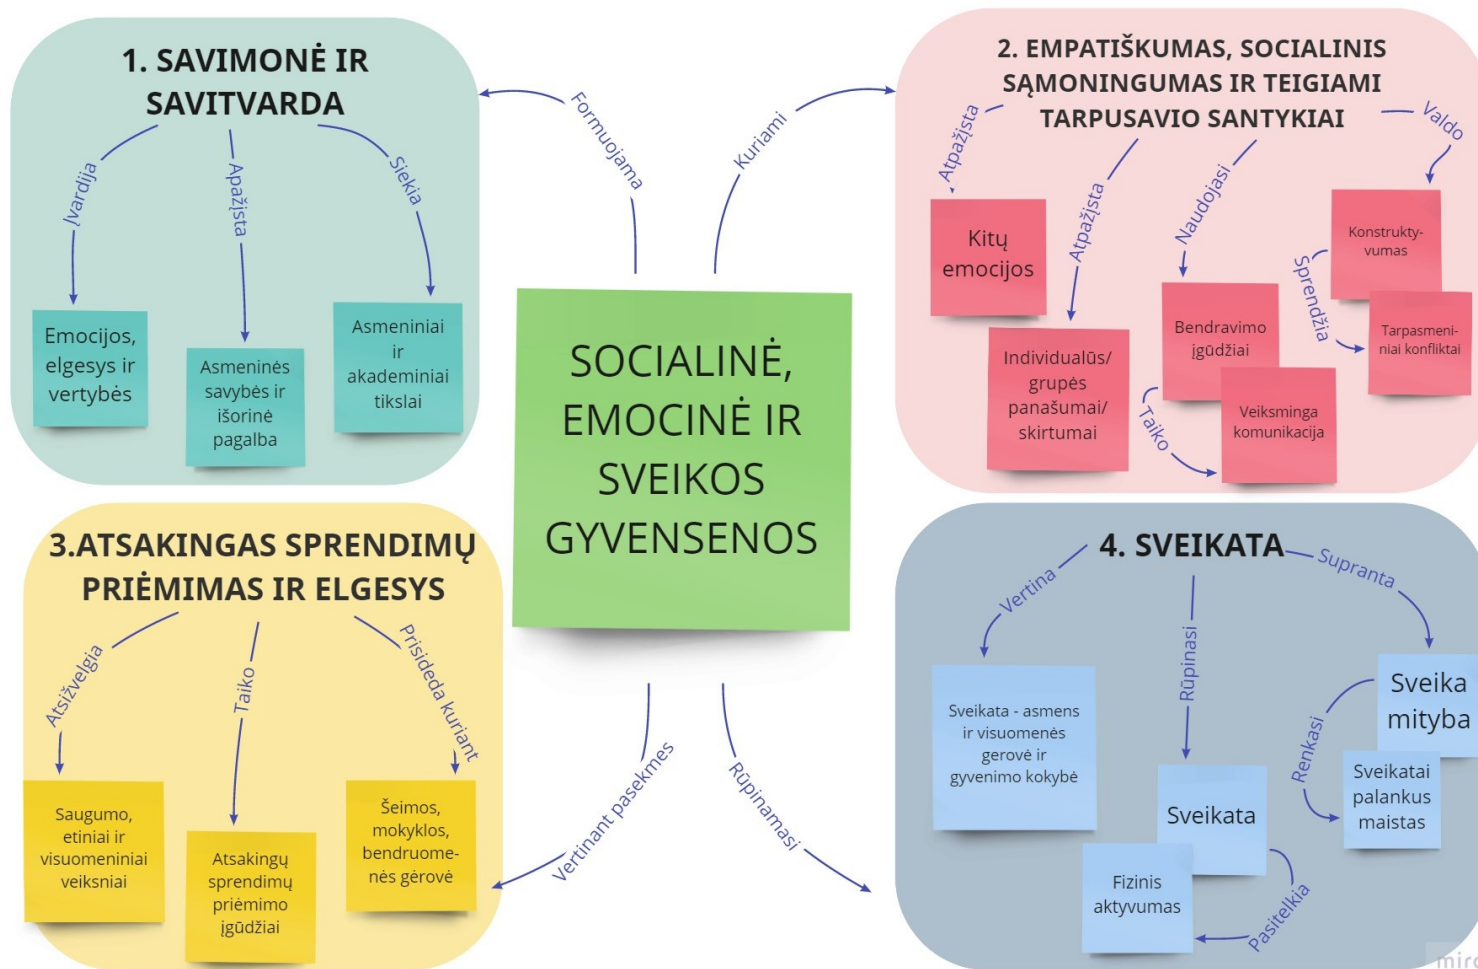 1. SAVIMONĖ IR
SAVITVARDA
Įvardija
Apažįsta
Siekia
Emocijos,
elgesys ir
vertybės
Asmeninės
savybės ir
išorinė
pagalba
Asmeniniai
ir
akademiniai
tikslai
Formuojama
Kuriami
2. EMPATIŠKUMAS, SOCIALINIS
SĄMONINGUMAS IR TEIGIAMI
TARPUSAVIO SANTYKIAI
Atpažįsta
Atpažįsta
Naudojasi
Valdo
Kitų
emocijos
Individualūs/
grupės
panašumai/
skirtumai
Bendravimo
įgūdžiai
Taiko
Veiksminga
komunikacija
Konstrukty-
vumas
Sprendžia
Tarpasmeni-
niai konfliktai
SOCIALINĖ,
EMOCINĖ IR
SVEIKOS
GYVENSENOS
3.ATSAKINGAS SPRENDIMŲ
PRIĖMIMAS IR ELGESYS
Atsižvelgia
Taiko
Prisideda kuriant
Saugumo,
etiniai ir
visuomeniniai
veiksniai
Atsakingų
sprendimų
priėmimo
įgūdžiai
Šeimos,
mokyklos,
bendruome-
nės gėrovė
Vertinant pasekmes
Rūpinamasi
4. SVEIKATA
Vertina
Rūpinasi
Supranta
Sveikata - asmens
ir visuomenės
gerovė ir
gyvenimo kokybė
Sveikata
Pasitelkia
Fizinis
aktyvumas
Sveika
mityba
Renkasi
Sveikatai
palankus
maistas
miro